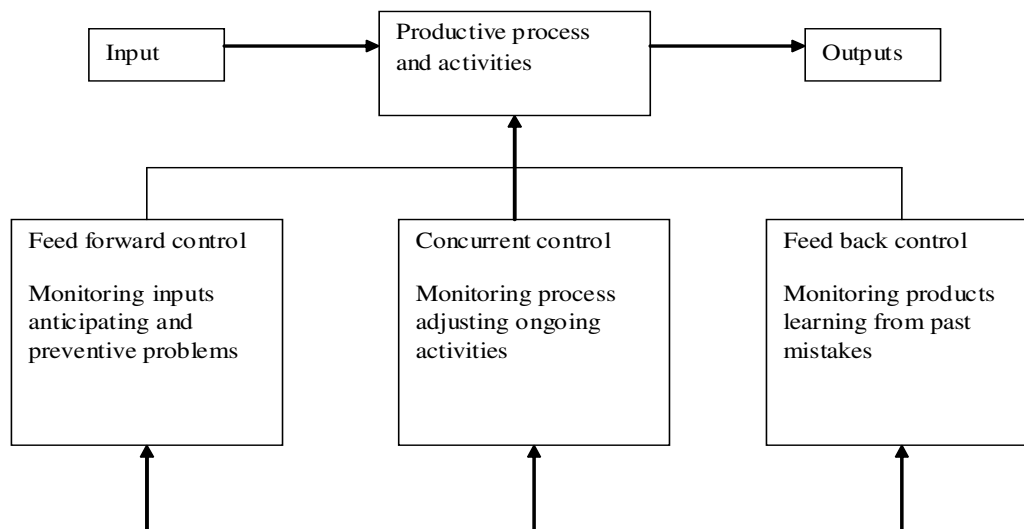 Input
Productive process
and activities
Outputs
Feed forward control
Monitoring inputs
anticipating and
preventive problems
Concurrent control
Monitoring process
adjusting ongoing
activities
Feed back control
Monitoring products
learning from past
mistakes